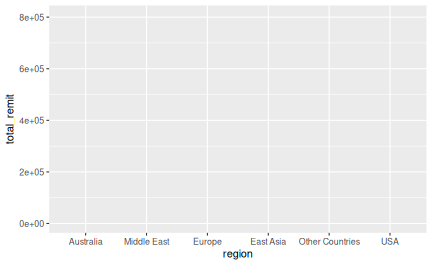 8e+05
6e+05
4e+05
2e+05
0e+00
total_remit
Australia
Middle East
Europe
East Asia
Other Countries
USA
region